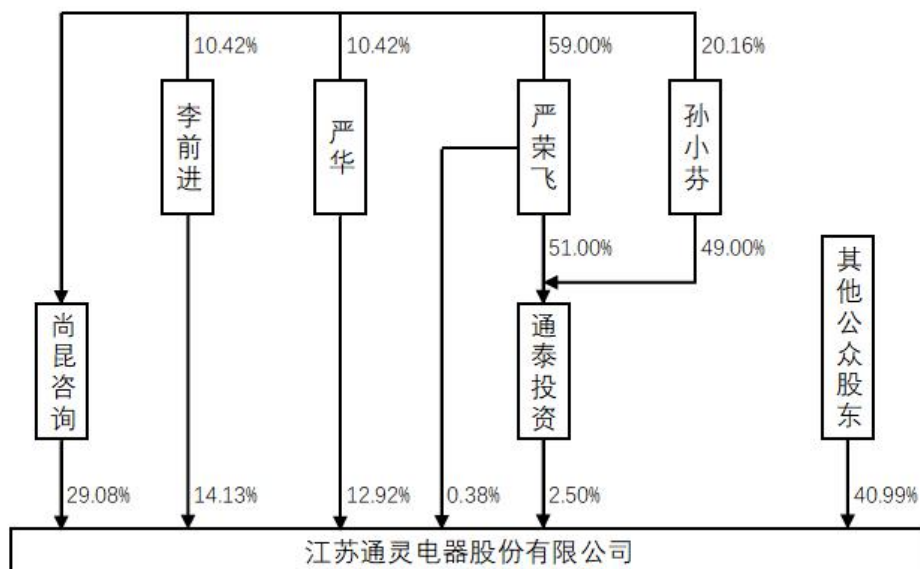 10.42%
10.42%
59.00%
20.16%
李前进
严华
严荣飞
孙小芬
51.00%
49.00%
其他公众股东
尚昆咨询
通泰投资
29.08%
14.13%
12.92%
0.38%
2.50%
40.99%
江苏通灵电器股份有限公司